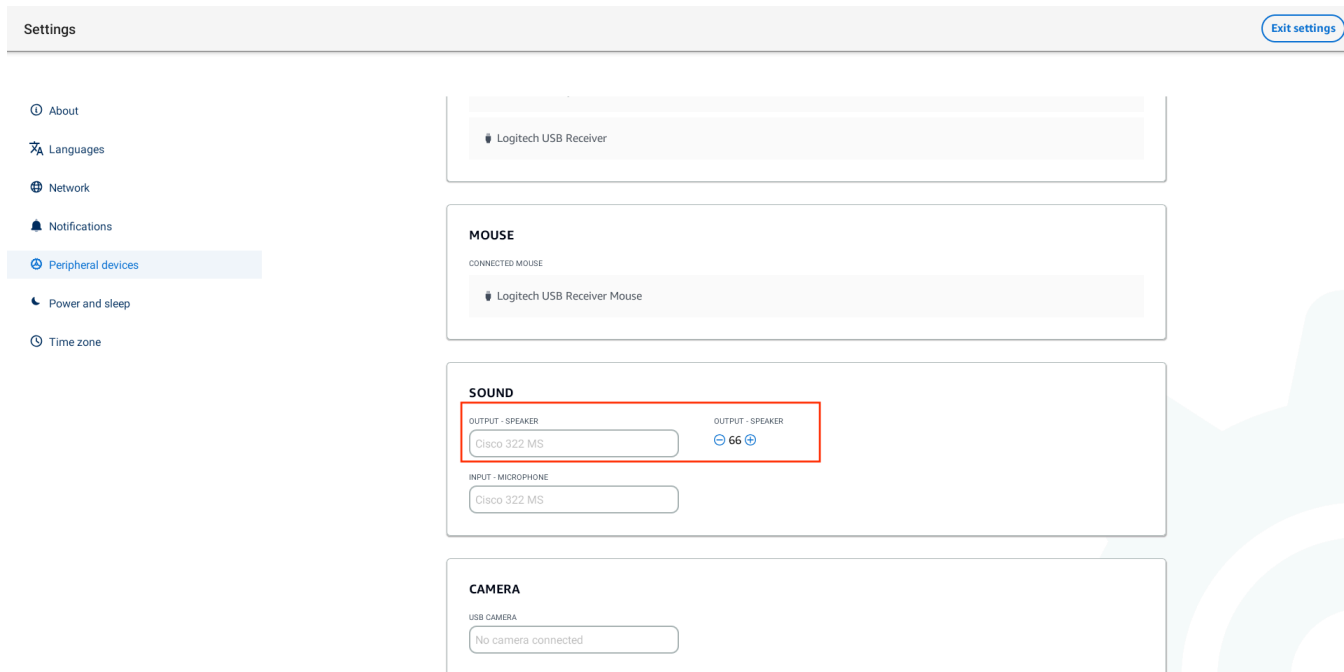 Settings
Exit settings
About
Languages
Network
Notifications
Peripheral devices
Power and sleep
Time zone
Logitech USB Receiver
MOUSE
CONNECTED MOUSE
Logitech USB Receiver Mouse
SOUND
OUTPUT - SPEAKER
Cisco 322 MS
OUTPUT - SPEAKER
66
INPUT - MICROPHONE
Cisco 322 MS
CAMERA
USB CAMERA
No camera connected